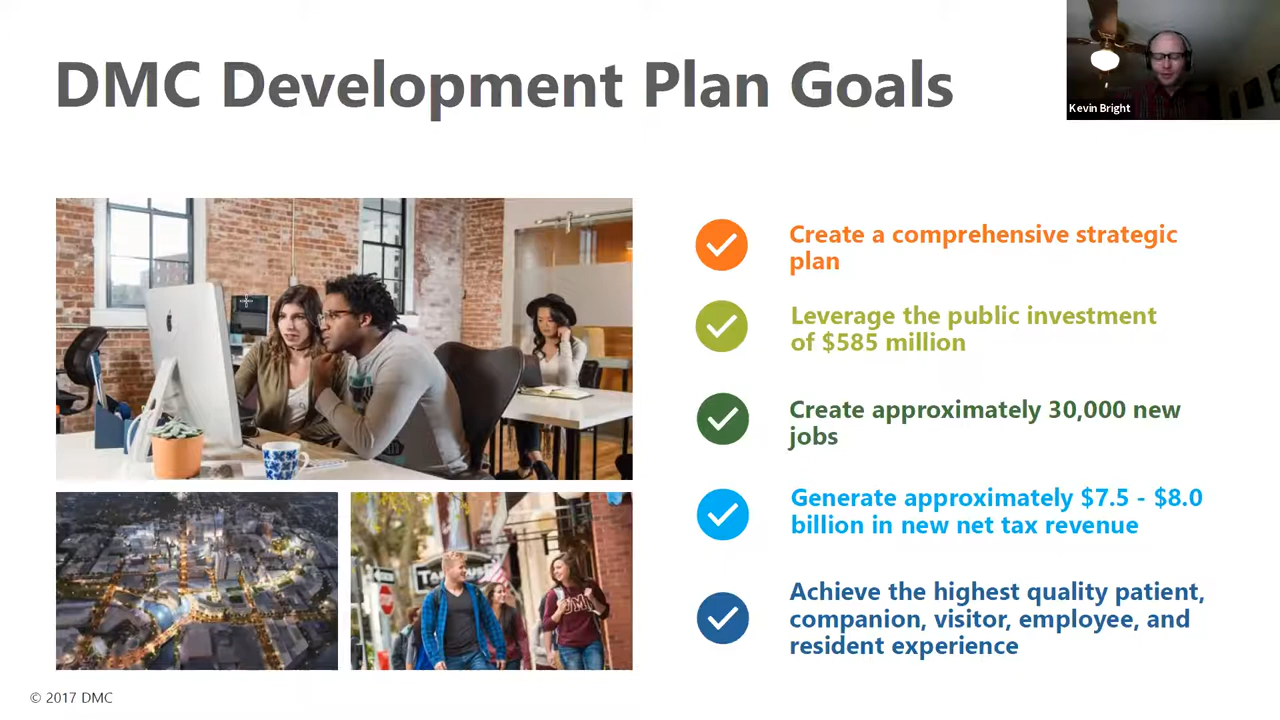 DMC Development Plan Goals
Kevin Bright
Create a comprehensive strategic
plan
Leverage the public investment
of $585 million
Create approximately 30,000 new
jobs
Generate approximately $7.5 - $8.0
billion in new net tax revenue
Achieve the highest quality patient,
companion, visitor, employee, and
resident experience
© 2017 DMC